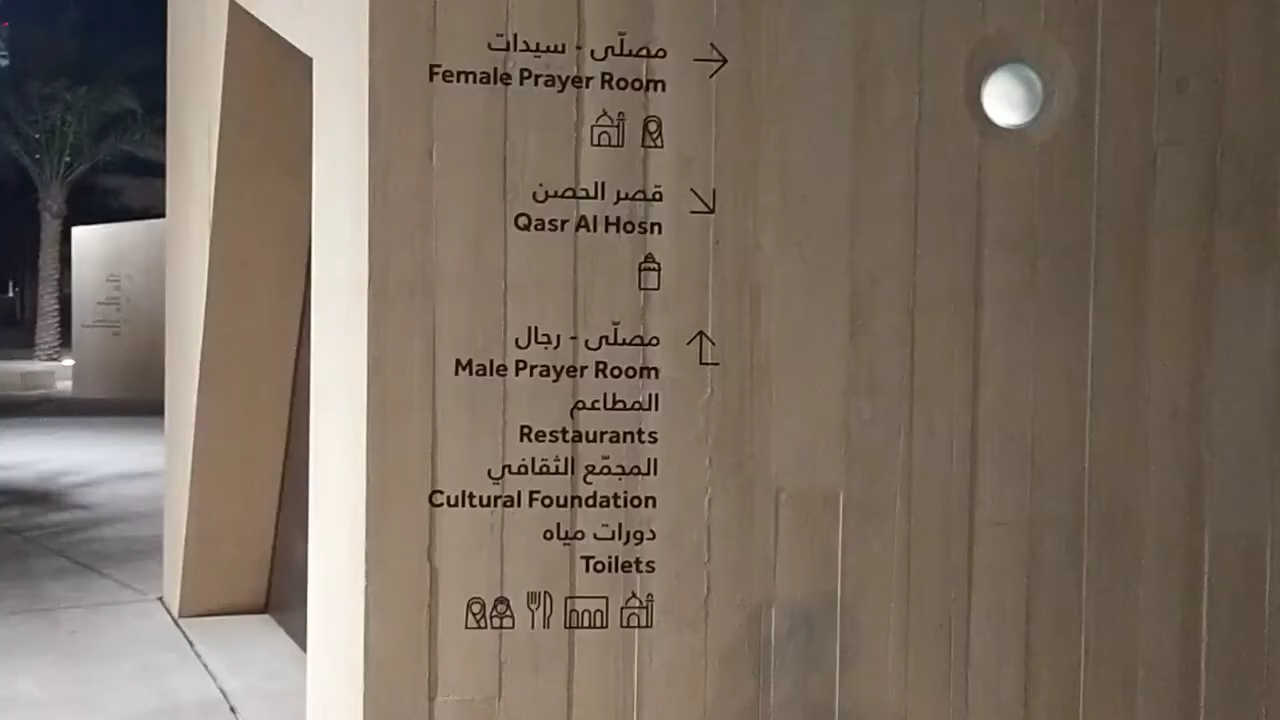 مصلّى - سيدات
Female Prayer Room
قصر الحصن
Qasr Al Hosn
مصلّى - رجال
Male Prayer Room
المطاعم
Restaurants
المجمّع الثقافي
Cultural Foundation
دورات مياه
Toilets